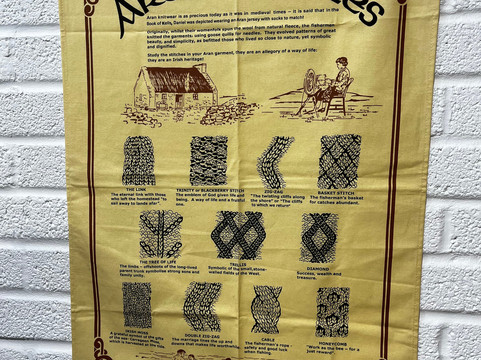 Aran knitwear is as precious today as it was in medieval times — it is said that in the
Book of Kells, Daniel was depicted wearing an Aran jersey with socks to match!
Originally, whilst their womenfolk spun the wool from natural fleece, the fishermen
knitted the garments, using goose quills for needles. They evolved patterns of great
beauty, and simplicity, as befitted those who lived so close to nature, yet symbolic
and dignified.
Study the stitches in your Aran garment, they are an allegory of a way of life:
they are an Irish heritage!
THE LINK
The eternal link with those
who left the homestead "to
sail away to lands afar".
TRINITY or BLACKBERRY STITCH
The emblem of God given life and
being. A way of life and a fruitful
one.
ZIG-ZAG
"The twisting cliffs along
the shore" or "The cliffs
to which we return"
BASKET STITCH
The fisherman's basket
for catches abundant.
THE TREE OF LIFE
The limbs – offshoots of the long-lived
parent trunk symbolise strong sons and
family unity.
TRELLIS
Symbolic of the small, stone-
walled fields of the West.
DIAMOND
Success, wealth and
treasure.
IRISH MOSS
DOUBLE ZIG-ZAG
The marriage lines the up and
downs that makes life sweet.
CABLE
The fishermen's rope -
safety and good luck
when fishing.
HONEYCOMB
"Work as the bee – for a
just reward!"